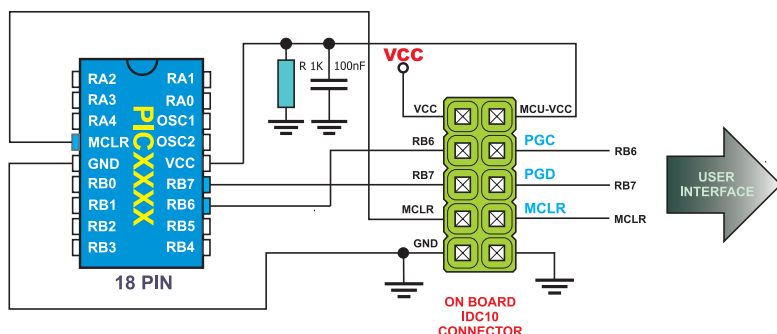 RA2
RA3
RA4
MCLR
GND
RB0
RB1
RB2
RB3
PICXXXX
RA1
RA0
OSC1
OSC2
VCC
RB7
RB6
RB5
RB4
18 PIN
R 1K
100nF
VCC
VCC
RB6
RB7
MCLR
GND
MCU-VCC
PGC
PGD
MCLR
RB6
RB7
MCLR
ON BOARD
IDC10
CONNECTOR
USER
INTERFACE